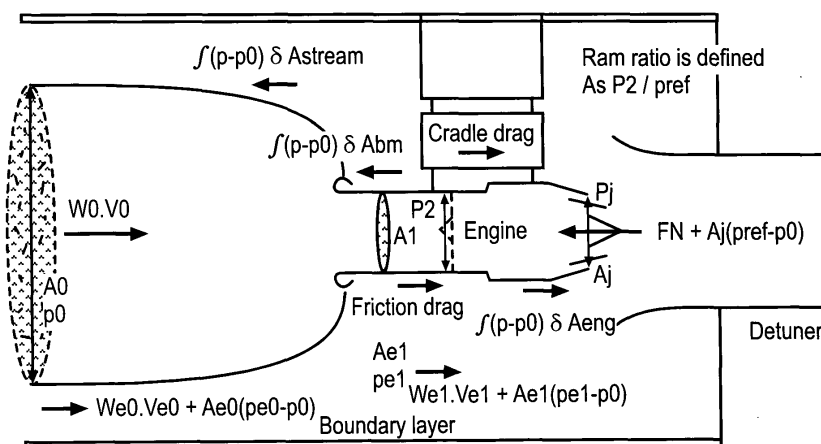 ∫(p-p0) δ Astream
Ram ratio is defined
As P2 / pref
∫(p-p0) δ Abm
Cradle drag
W0.V0
P2
A1
Engine
Pj
FN + Aj(pref-p0)
Aj
A0
p0
Friction drag
∫(p-p0) δ Aeng
Detuner
Ae1
pe1
We1.Ve1 + Ae1(pe1-p0)
We0.Ve0 + Ae0(pe0-p0)
Boundary layer